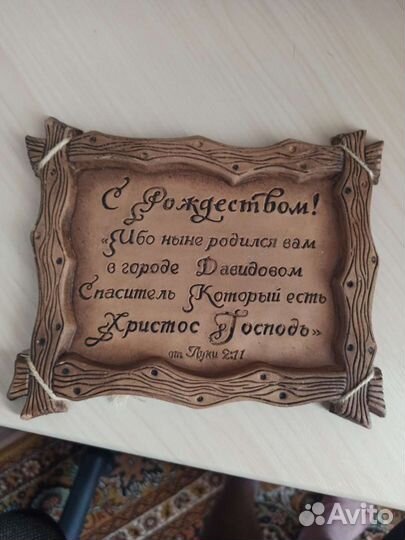 С Рождеством!
«Ибо ныне родился вам
в городе Давидовом
Спаситель Который есть
Христос Господь»
от Луки 2:11
Avito